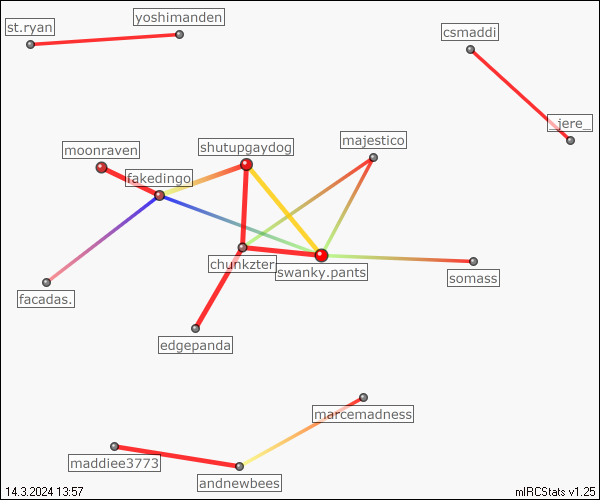 yoshimanden
st.ryan
csmaddi
_jere_
majestico
shutupgaydog
moonraven
fakedingo
chunkzter
swanky.pants
somass
facadas.
edgepanda
marcemadness
maddiee3773
andnewbees
14.3.2024 13:57
mIRCStats v1.25